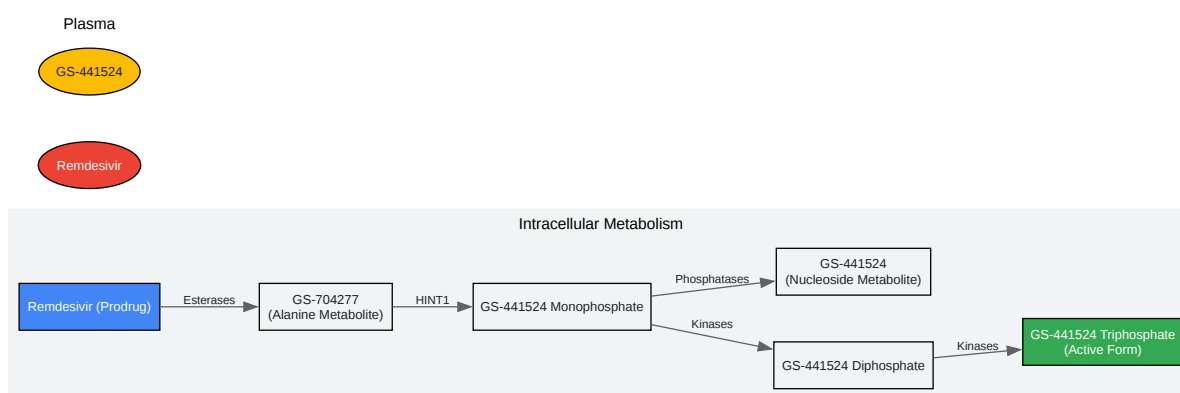 Plasma
GS-441524
Remdesivir
Intracellular Metabolism
Remdesivir (Prodrug)
Esterases
GS-704277
(Alanine Metabolite)
HINT1
GS-441524 Monophosphate
Phosphatases
GS-441524
(Nucleoside Metabolite)
Kinases
GS-441524 Diphosphate
Kinases
GS-441524 Triphosphate
(Active Form)